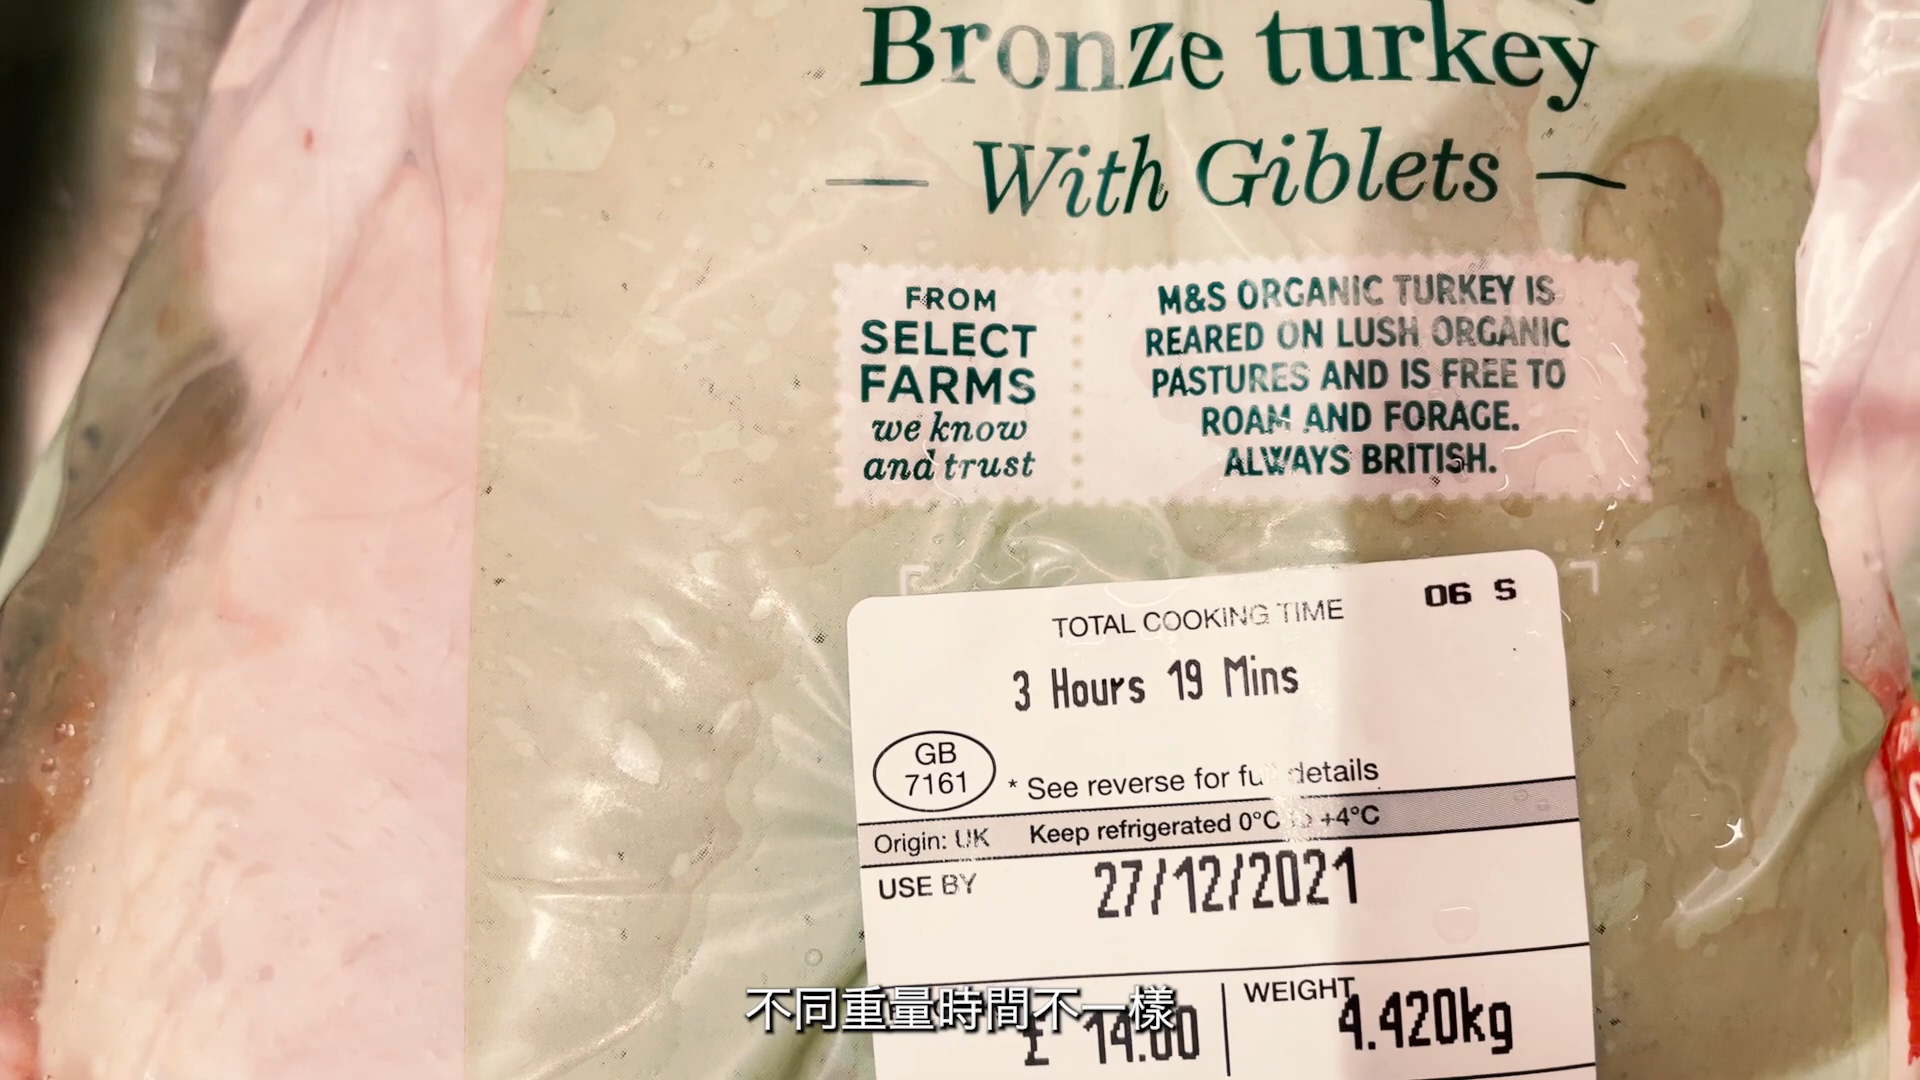 Bronze turkey
With Giblets
FROM
SELECT
FARMS
we know
and trust
M&S ORGANIC TURKEY IS
REARED ON LUSH ORGANIC
PASTURES AND IS FREE TO
ROAM AND FORAGE.
ALWAYS BRITISH.
06 S
TOTAL COOKING TIME
3 Hours 19 Mins
GB
7161
* See reverse for full details
Origin: UK Keep refrigerated 0°C to +4°C
USE BY 27/12/2021
£ 14.00
WEIGHT 4.420kg
不同重量時間不一樣